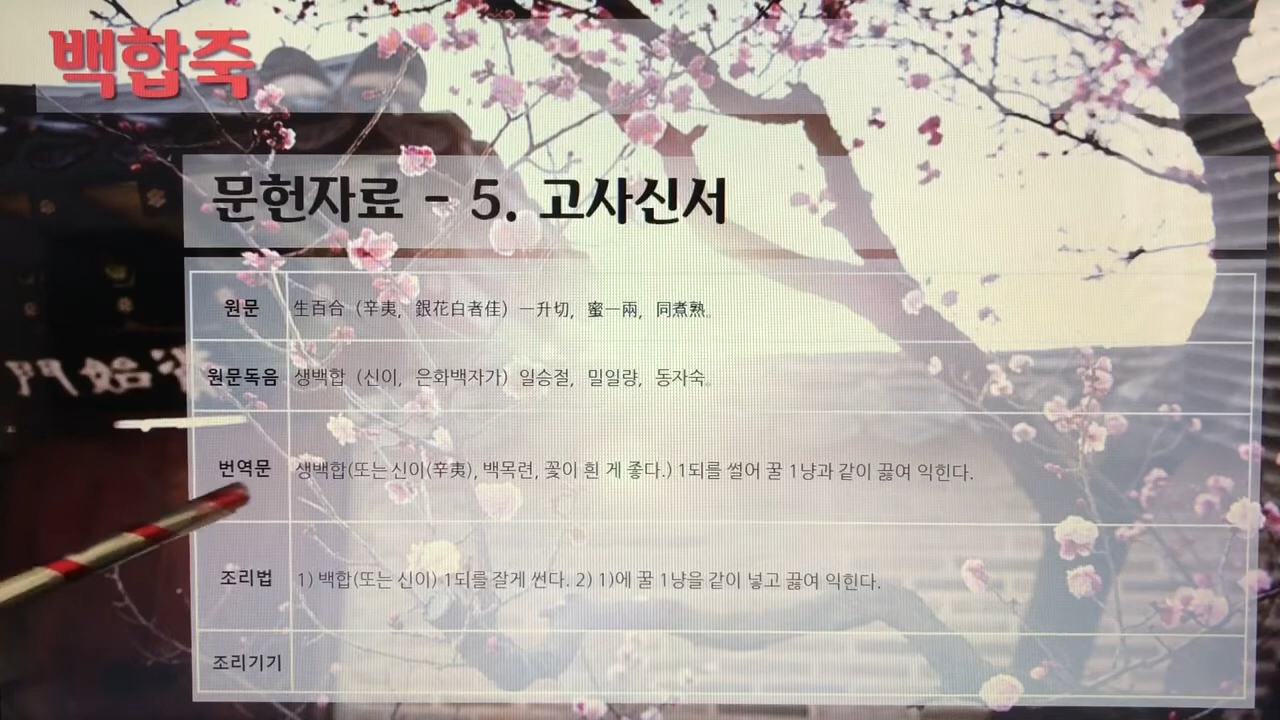 백합죽
문헌자료 - 5. 고사신서
원문 生百合 (辛夷, 銀花白者佳) 一升切, 蜜一兩, 同煮熟.
원문독음 생백합 (신이, 은화백자가) 일승절, 밀일량, 동자숙.
번역문 생백합(또는 신이(辛夷), 백목련, 꽃이 흰 게 좋다.) 1되를 썰어 꿀 1냥과 같이 끓여 익힌다.
조리법 1) 백합(또는 신이) 1되를 잘게 썬다. 2) 1)에 꿀 1냥을 같이 넣고 끓여 익힌다.
조리기기